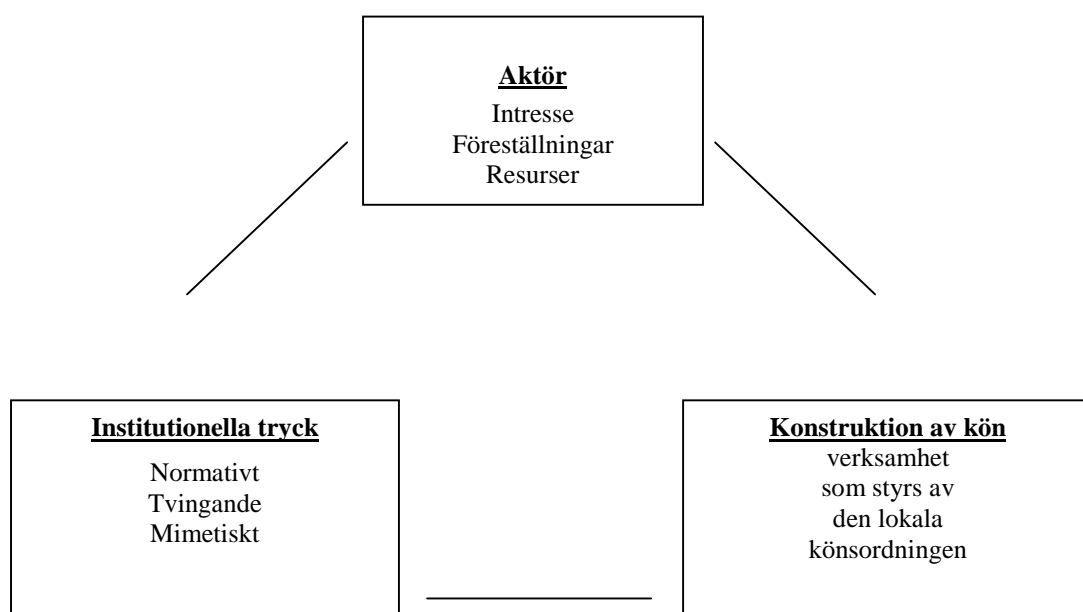 Aktör
Intresse
Föreställningar
Resurser
Institutionella tryck
Normativt
Tvingande
Mimetiskt
Konstruktion av kön
verksamhet
som styrs av
den lokala
könsordningen